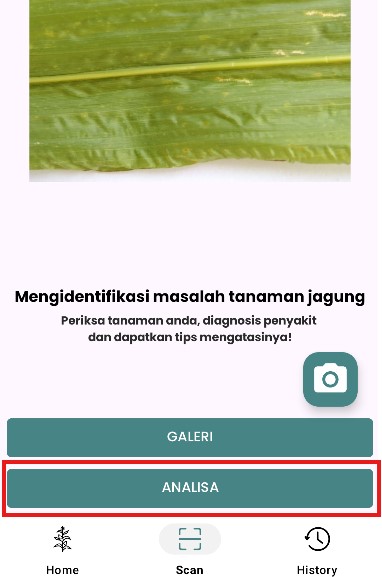 Mengidentifikasi masalah tanaman jagung
Periksa tanaman anda, diagnosis penyakit
dan dapatkan tips mengatasinya!
GALERI
ANALISA
Home
Scan
History